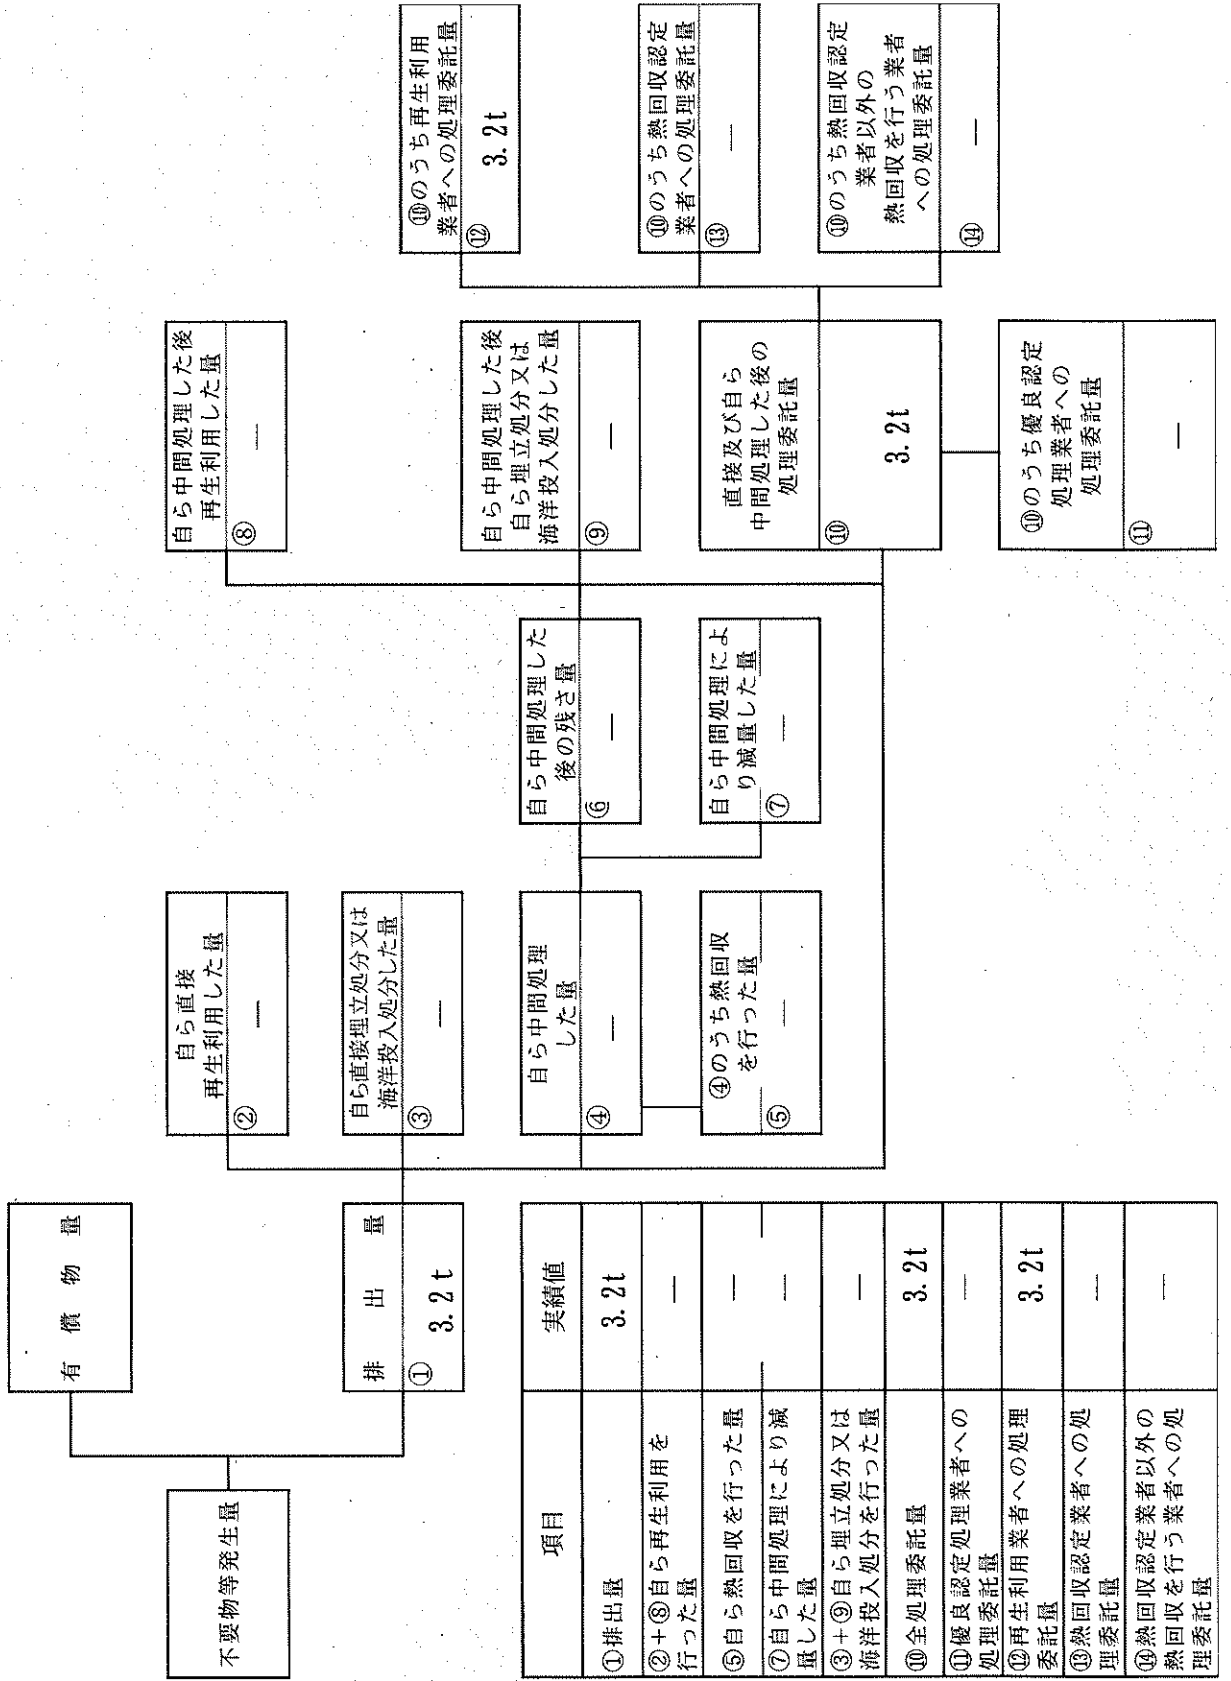 不要物等発生量
有償物量
排出量
①
3.2t
自ら直接
再生利用した量
②
―
自ら直接埋立処分又は
海洋投入処分した量
③
―
自ら中間処理
した量
④
―
④のうち熱回収
を行った量
⑤
―
自ら中間処理した
後の残さ量
⑥
―
自ら中間処理によ
り減量した量
⑦
―
自ら中間処理した後
再生利用した量
⑧
―
自ら中間処理した後
自ら埋立処分又は
海洋投入処分した量
⑨
―
直接及び自ら
中間処理した後の
処理委託量
⑩
3.2t
⑩のうち優良認定
処理業者への
処理委託量
⑪
―
⑩のうち再生利用
業者への処理委託量
⑫
3.2t
⑩のうち熱回収認定
業者への処理委託量
⑬
―
⑩のうち熱回収認定
業者以外の
熱回収を行う業者
への処理委託量
⑭
―
項目 実績値
①排出量 3.2t
②+⑧自ら再生利用を
行った量 ―
⑤自ら熱回収を行った量 ―
⑦自ら中間処理により減
量した量 ―
③+⑨自ら埋立処分又は
海洋投入処分を行った量 ―
⑩全処理委託量 3.2t
⑪優良認定処理業者への
処理委託量 ―
⑫再生利用業者への処理
委託量 3.2t
⑬熱回収認定業者への処
理委託量 ―
⑭熱回収認定業者以外の
熱回収を行う業者への処
理委託量 ―